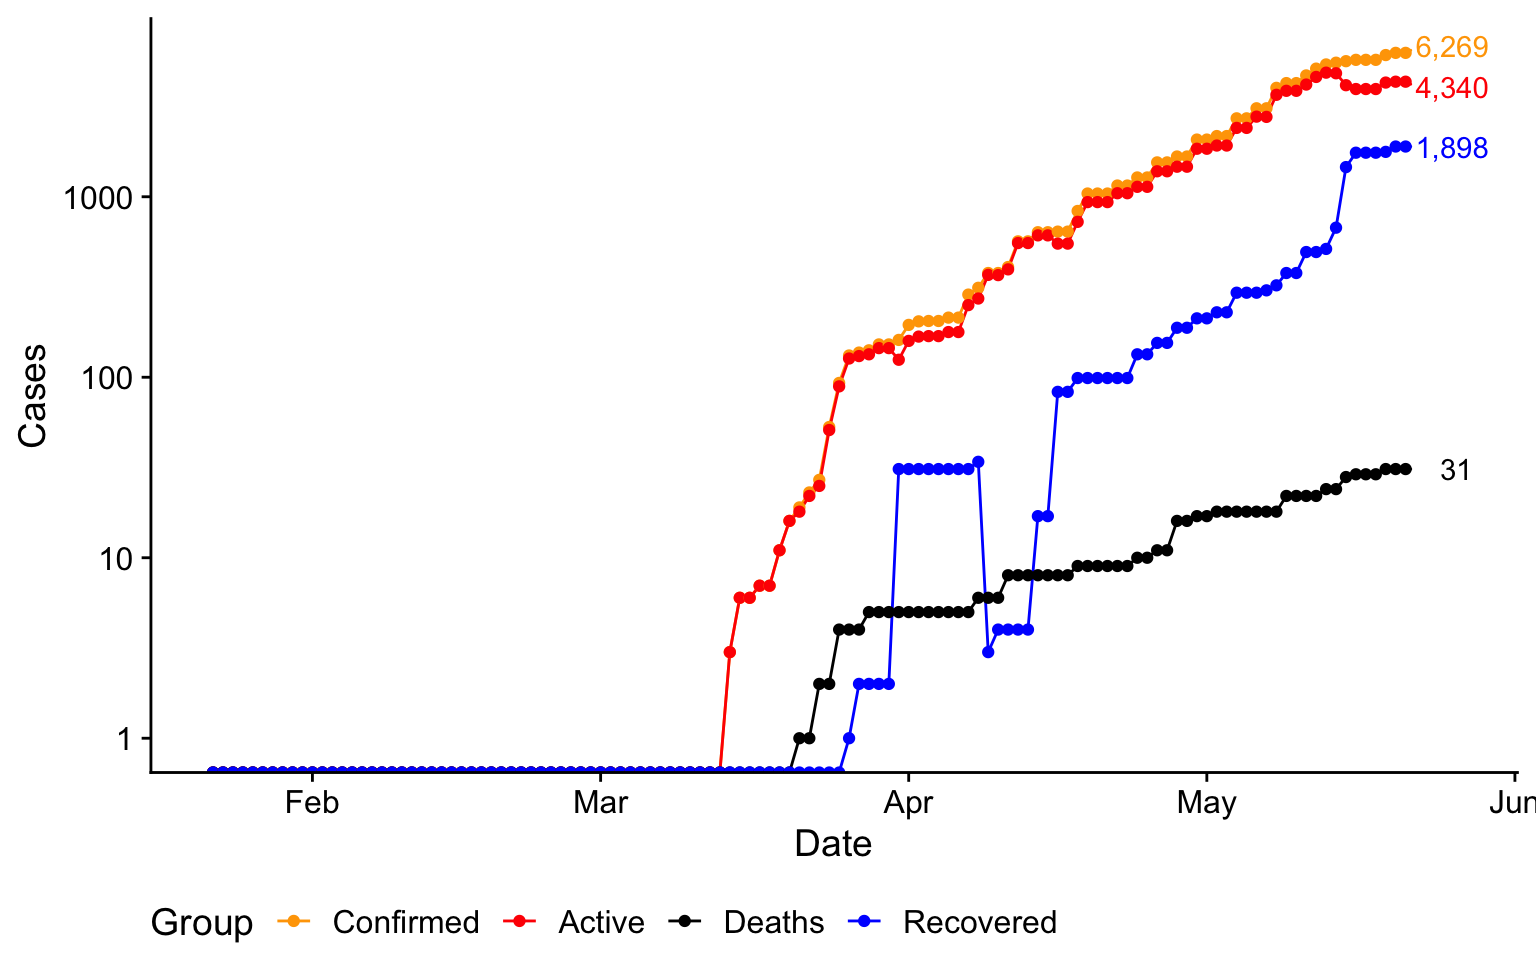 6,269
4,340
1,898
31
1000
100
10
1
Cases
Feb Mar Apr May Jun
Date
Group Confirmed Active Deaths Recovered